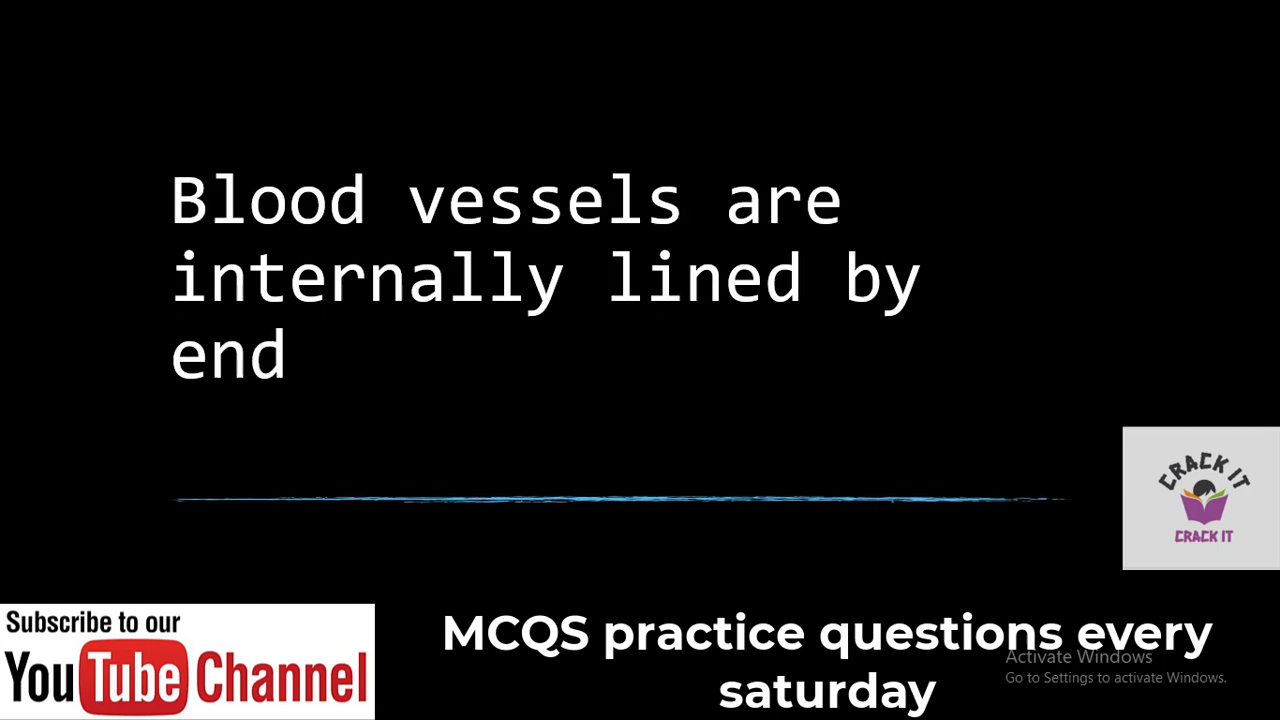 Blood vessels are
internally lined by
end
CRACK IT
CRACK IT
Subscribe to our
YouTube Channel
MCQS practice questions every
saturday
Activate Windows
Go to Settings to activate Windows.